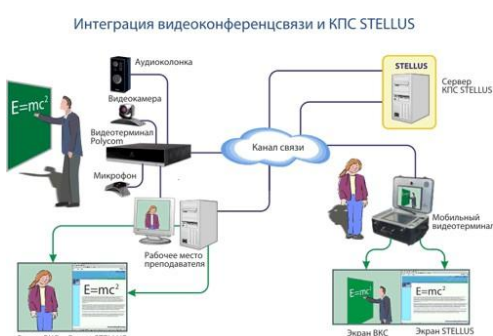 Интеграция видеоконференцсвязи и КПС STELLUS
Аудиоколонка
STELLUS
Сервер
КПС STELLUS
Видеокамера
E=mc²
Видеотерминал
Polycom
Канал связи
Микрофон
Мобильный
видеотерминал
Рабочее место
преподавателя
E=mc²
E=mc²
Экран ВКС
Экран STELLUS